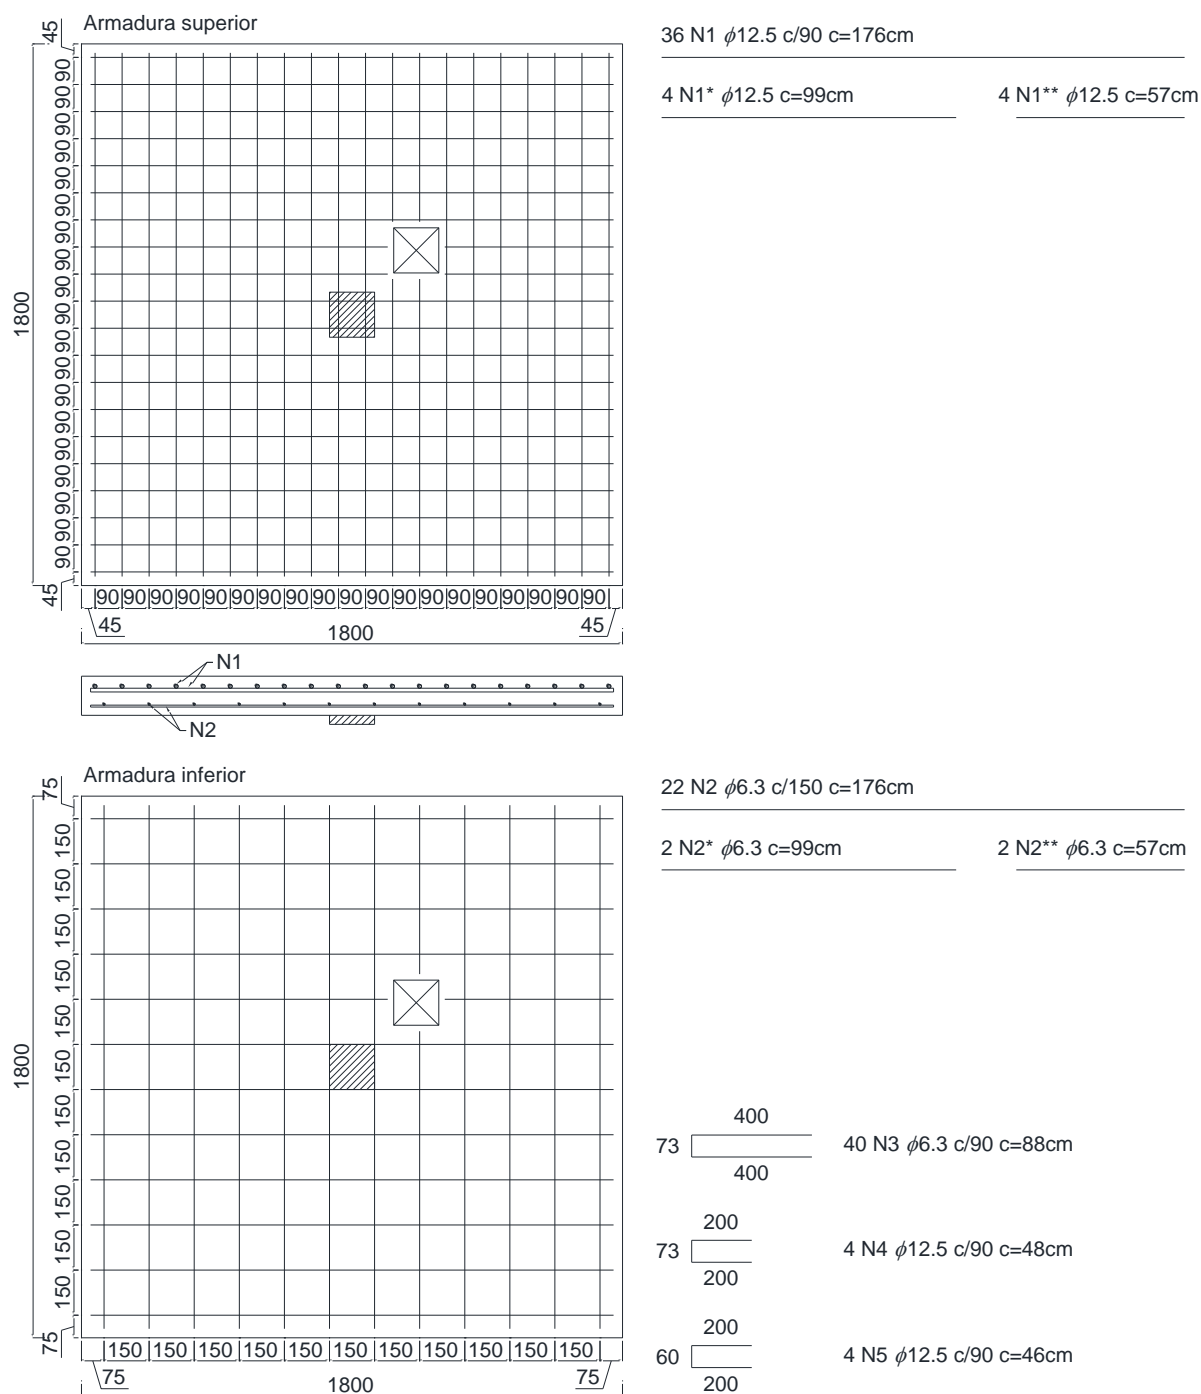 Armadura superior
45
90 90 90 90 90 90 90 90 90 90 90 90 90 90 90 90 90 90 90
45
1800
90 90 90 90 90 90 90 90 90 90 90 90 90 90 90 90 90 90 90
45 45
1800
36 N1 ϕ12.5 c/90 c=176cm
4 N1* ϕ12.5 c=99cm
4 N1** ϕ12.5 c=57cm
N1
N2
Armadura inferior
75
150 150 150 150 150 150 150 150 150 150 150
75
1800
150 150 150 150 150 150 150 150 150 150 150
75 75
1800
22 N2 ϕ6.3 c/150 c=176cm
2 N2* ϕ6.3 c=99cm
2 N2** ϕ6.3 c=57cm
400
73
40 N3 ϕ6.3 c/90 c=88cm
400
200
73
4 N4 ϕ12.5 c/90 c=48cm
200
200
60
4 N5 ϕ12.5 c/90 c=46cm
200